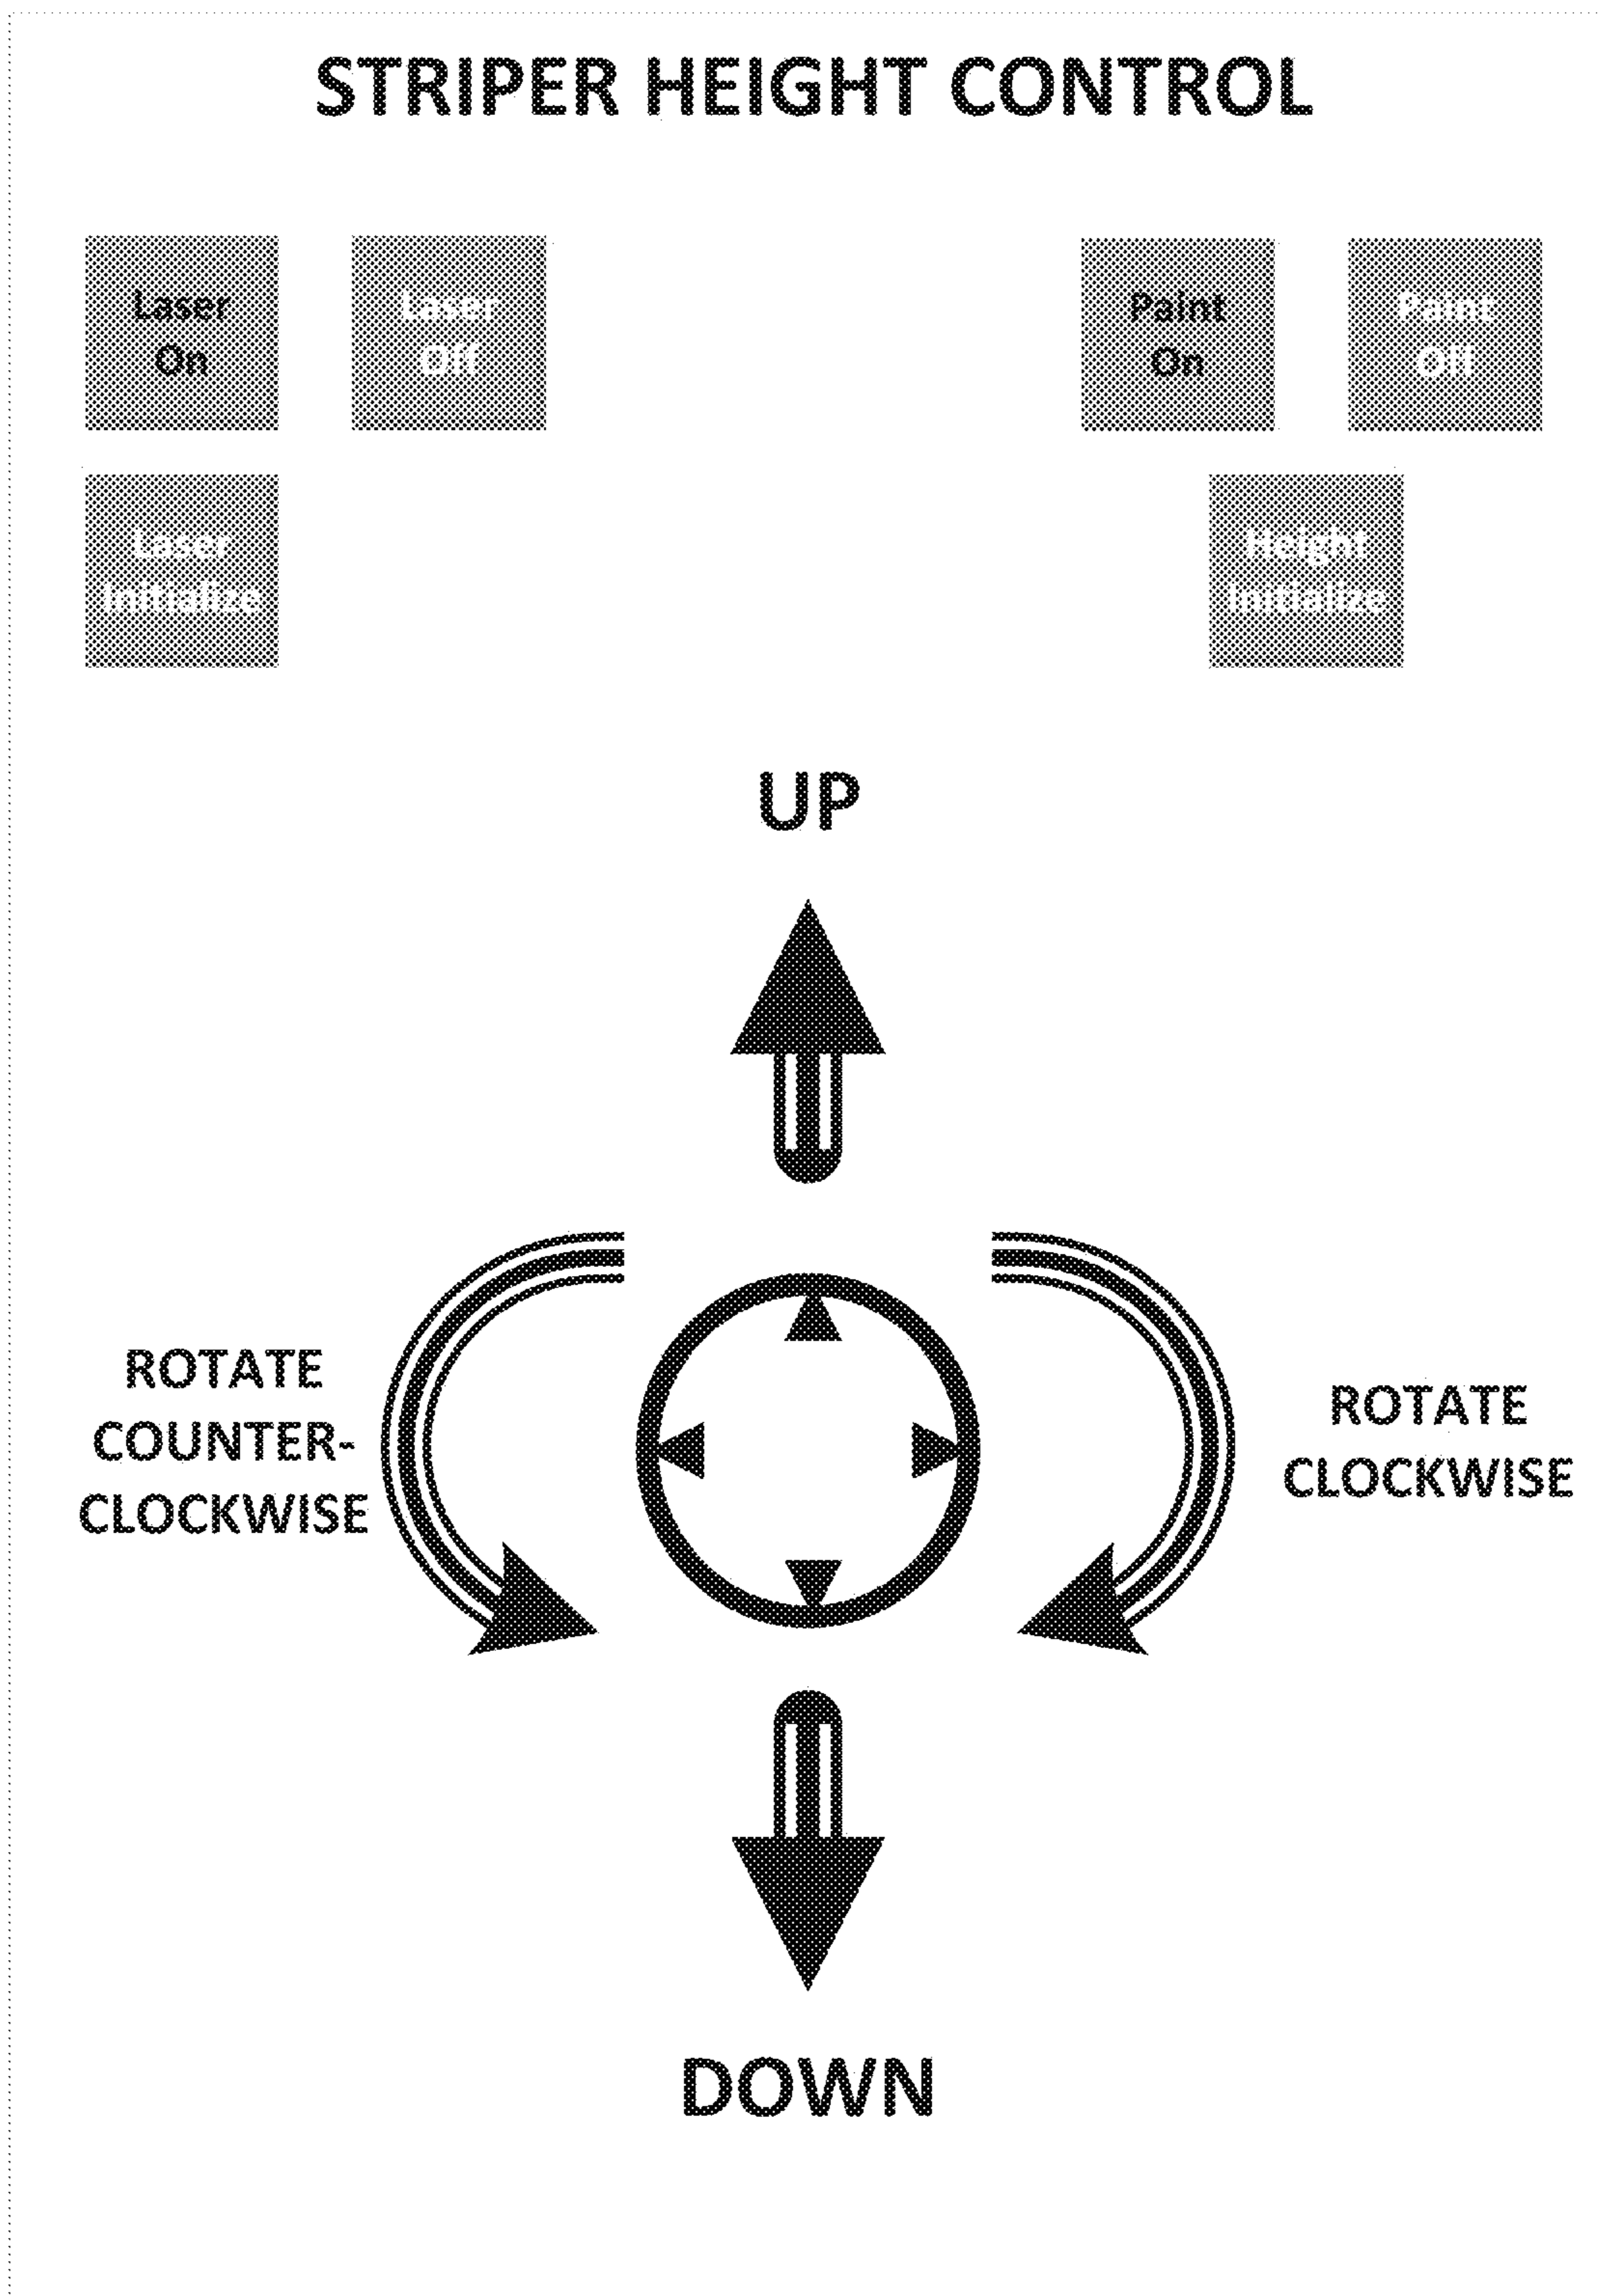 STRIPER HEIGHT CONTROL
Laser
On
Laser
Off
Paint
On
Paint
Off
Laser
Initialize
Height
Initialize
UP
ROTATE
COUNTER-
CLOCKWISE
ROTATE
CLOCKWISE
DOWN